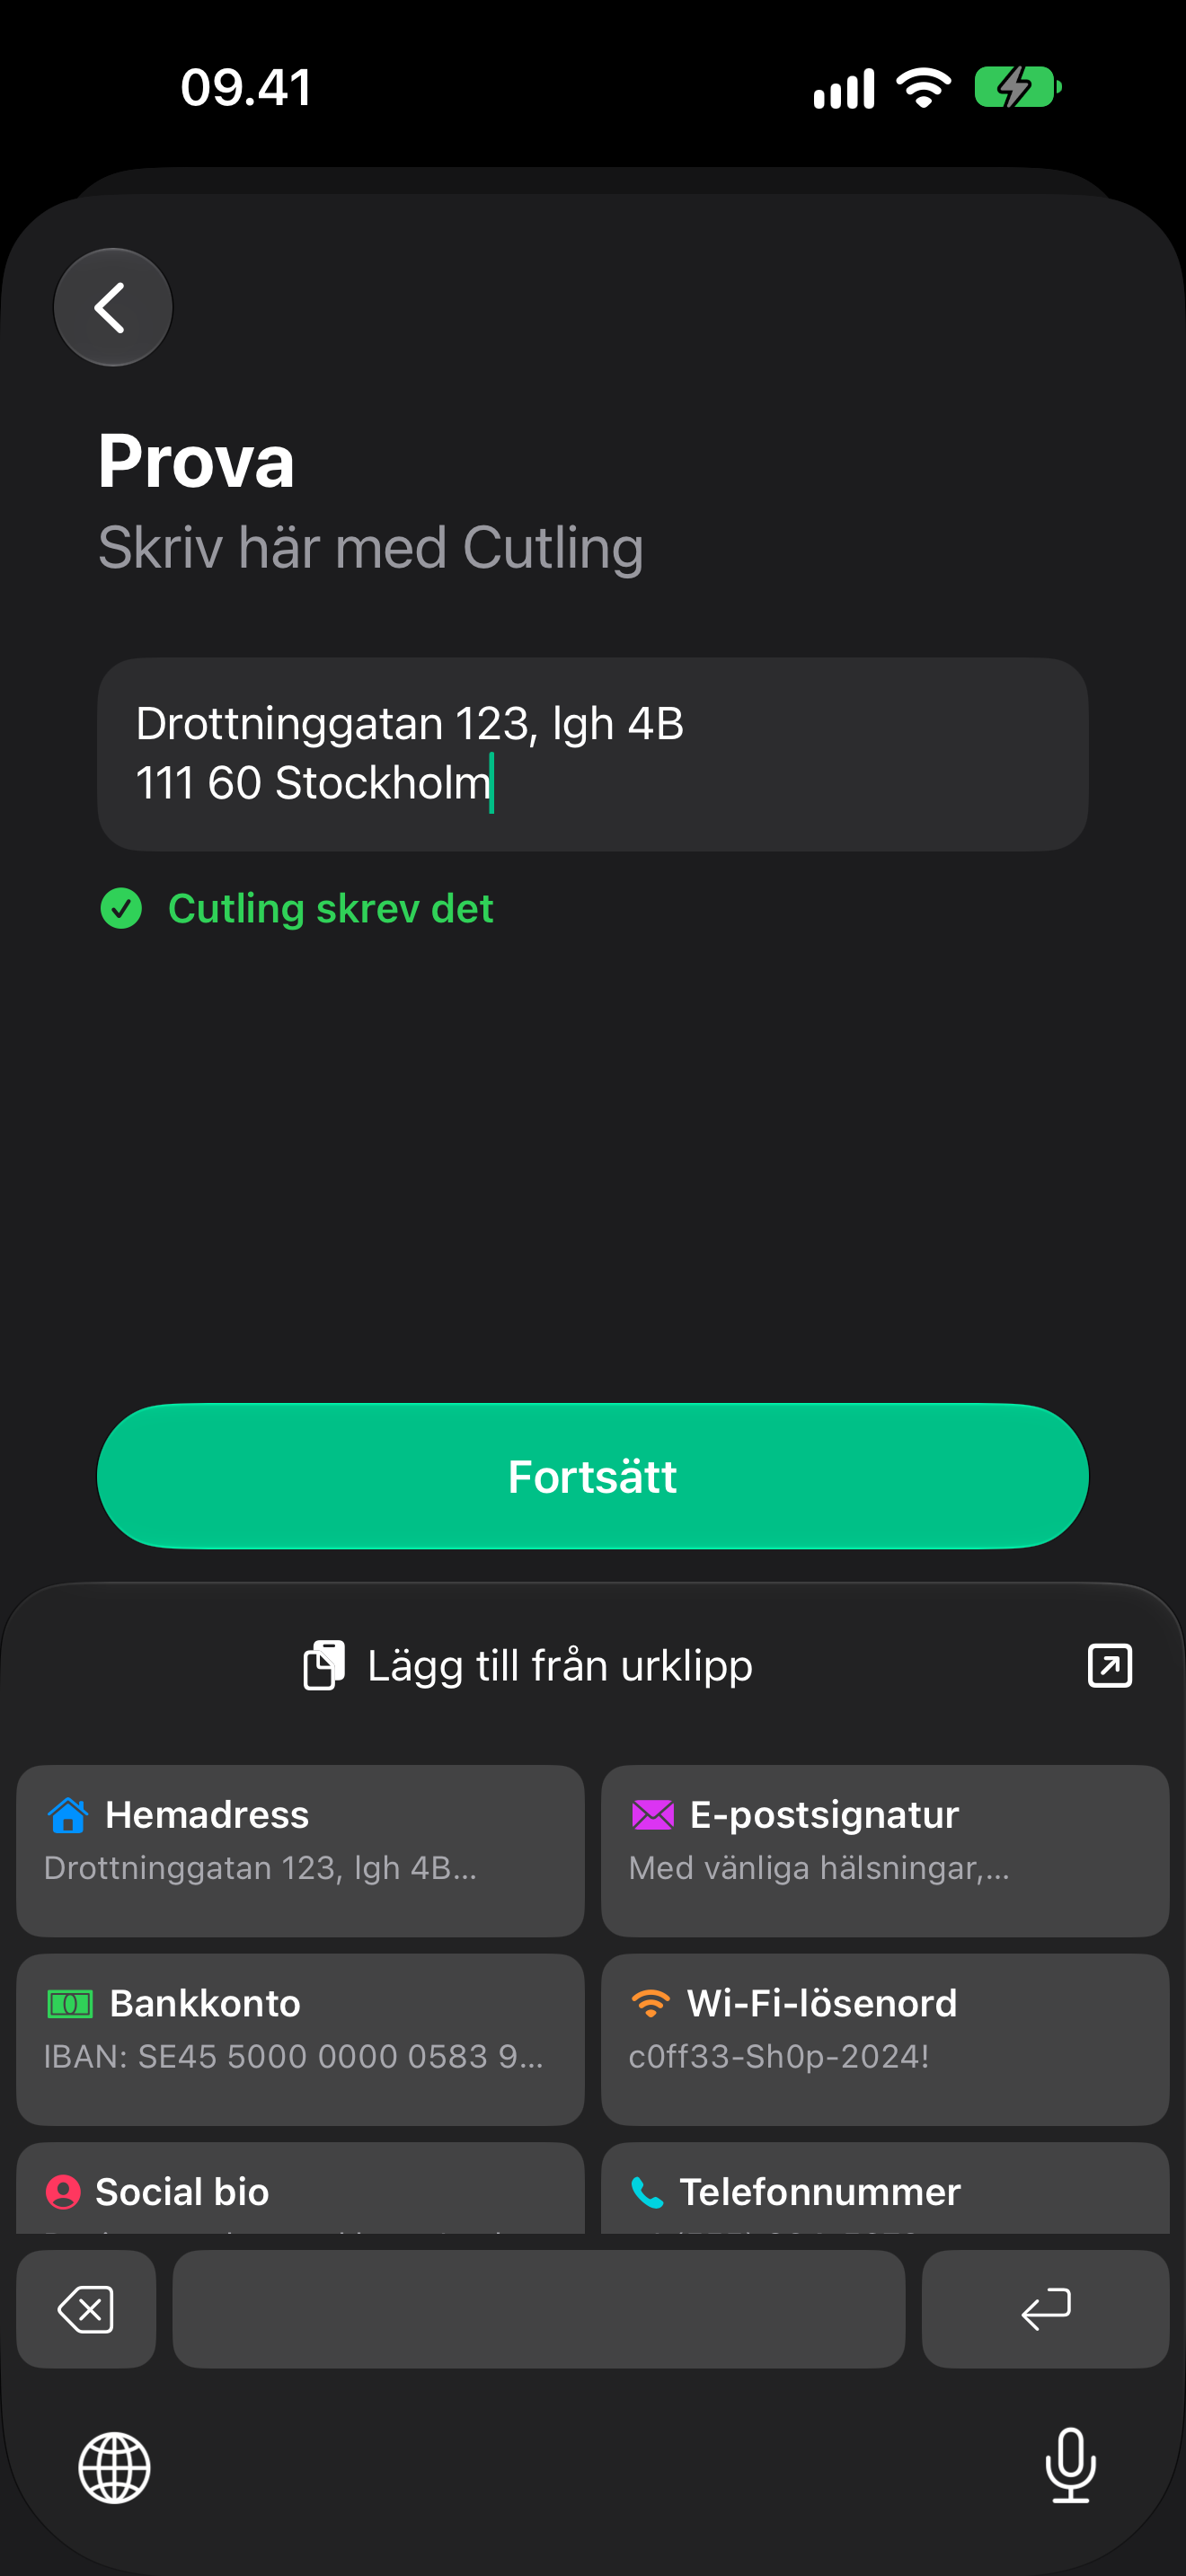 09.41
Prova
Skriv här med Cutling
Drottninggatan 123, lgh 4B
111 60 Stockholm
Cutling skrev det
Fortsätt
Lägg till från urklipp
Hemadress
Drottninggatan 123, lgh 4B...
E-postsignatur
Med vänliga hälsningar,...
Bankkonto
IBAN: SE45 5000 0000 0583 9...
Wi-Fi-lösenord
c0ff33-Sh0p-2024!
Social bio
Telefonnummer